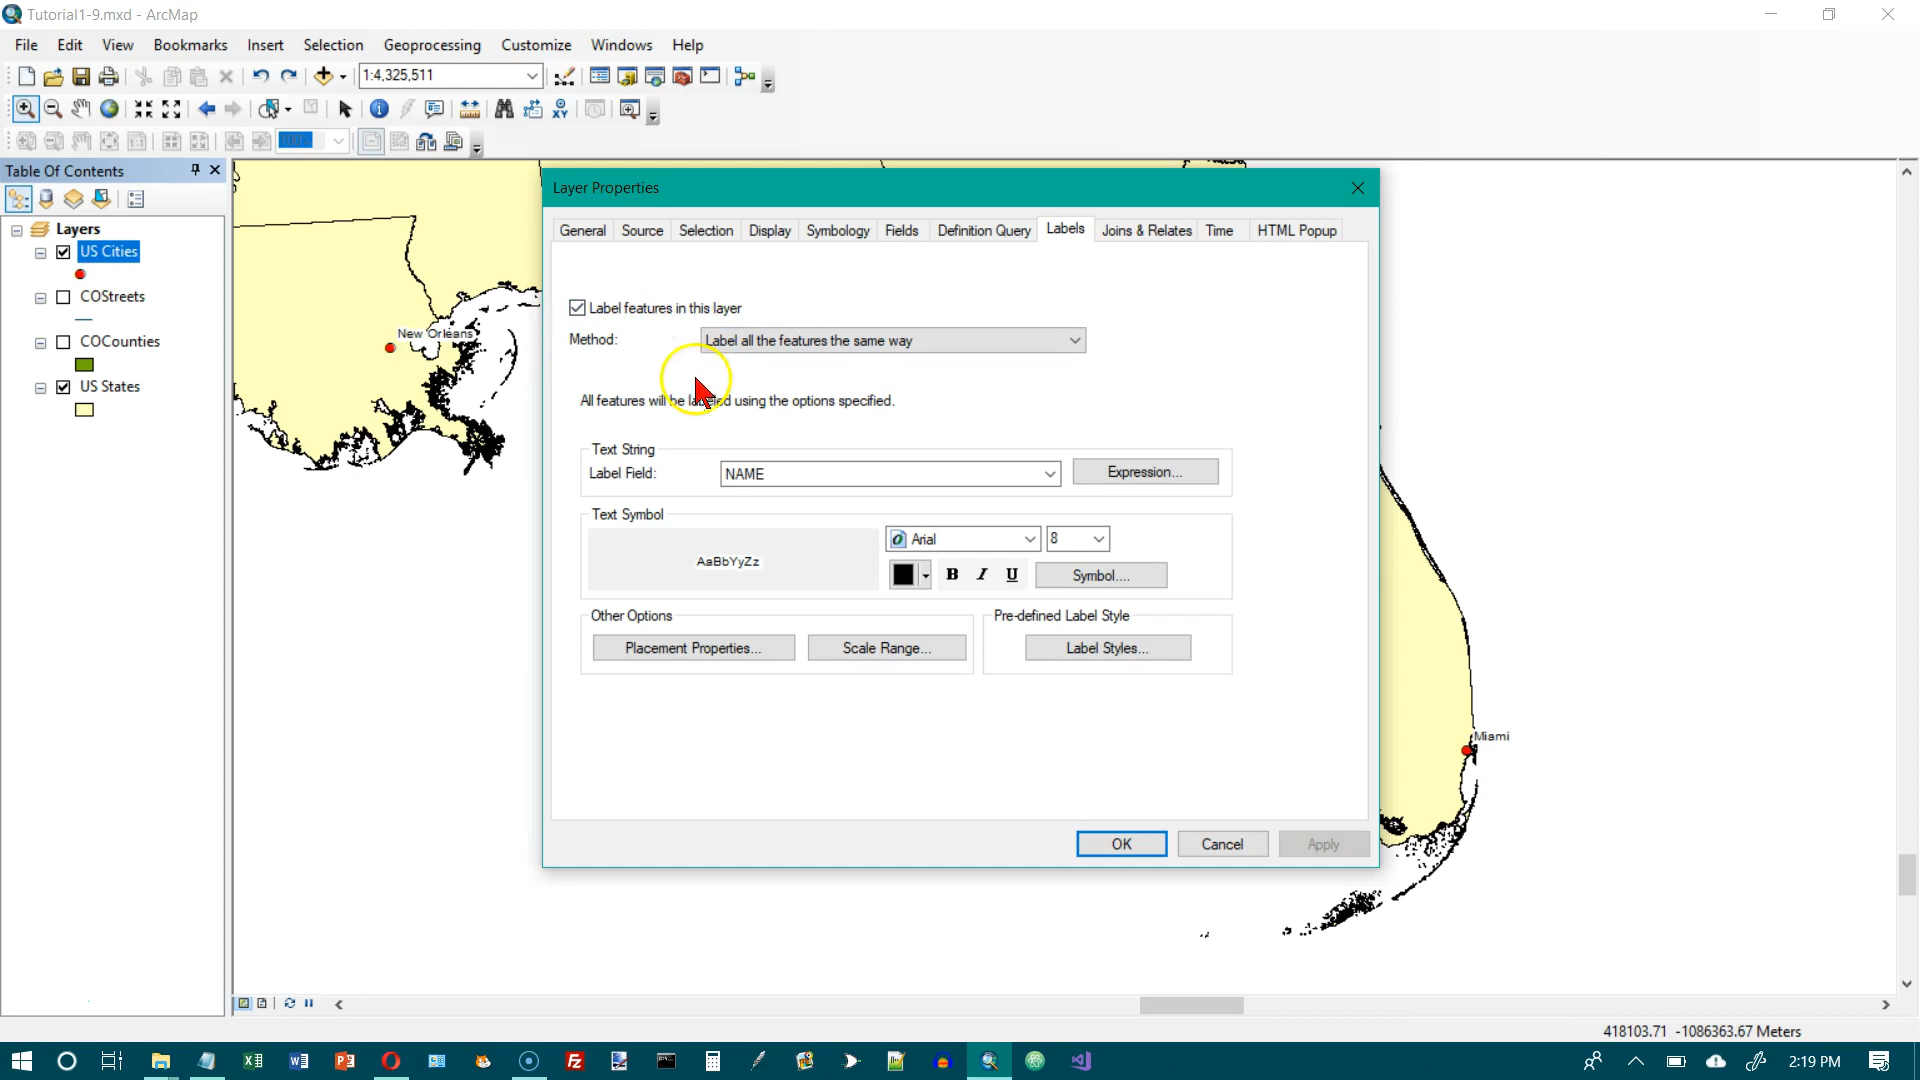 Tutorial1-9.mxd - ArcMap
File Edit View Bookmarks Insert Selection Geoprocessing Customize Windows Help
1:4,325,511
Table Of Contents
Layers
US Cities
COStreets
COCounties
US States
New Orleans
Layer Properties
General Source Selection Display Symbology Fields Definition Query Labels Joins & Relates Time HTML Popup
Label features in this layer
Method: Label all the features the same way
All features will be labeled using the options specified.
Text String
Label Field: NAME Expression...
Text Symbol
AaBbYyZz
Arial 8
B I U Symbol....
Other Options
Placement Properties... Scale Range...
Pre-defined Label Style
Label Styles...
OK Cancel Apply
Miami
418103.71 -1086363.67 Meters
2:19 PM